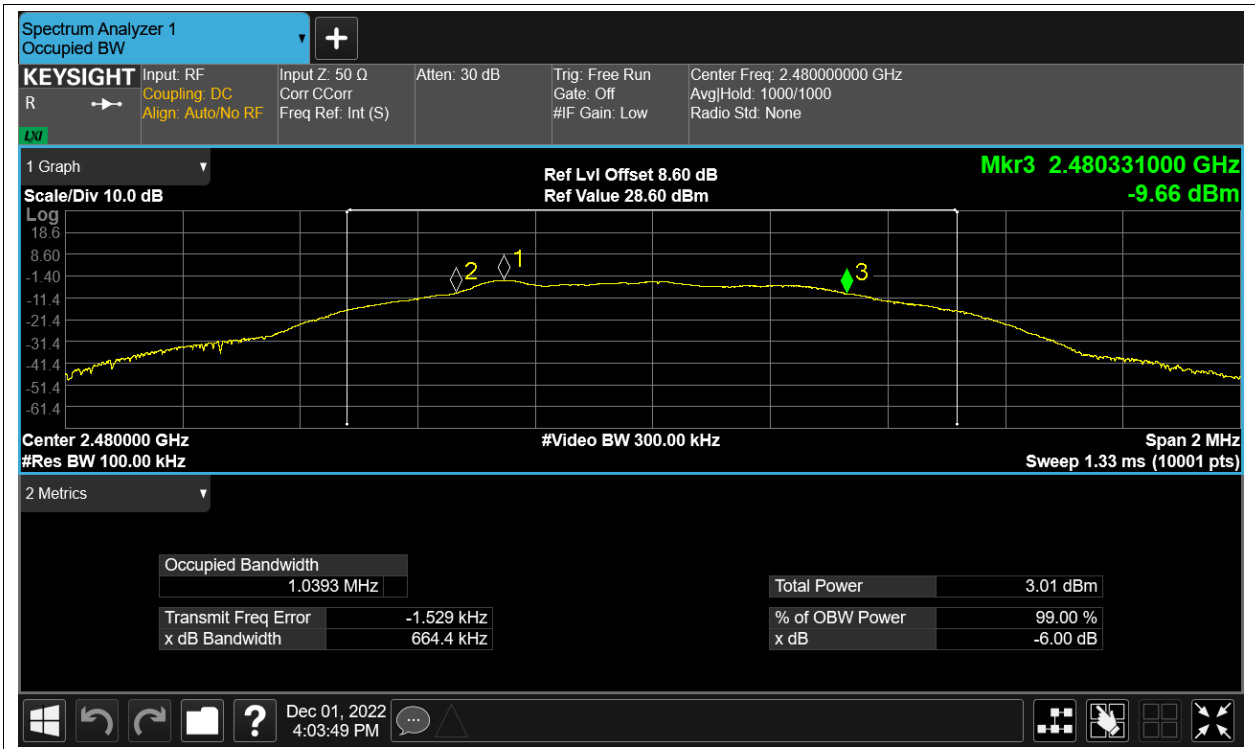 Spectrum Analyzer 1
Occupied BW
KEYSIGHT
R
LXI
Input: RF
Coupling: DC
Align: Auto/No RF
Input Z: 50 Ω
Corr CCorr
Freq Ref: Int (S)
Atten: 30 dB
Trig: Free Run
Gate: Off
#IF Gain: Low
Center Freq: 2.480000000 GHz
Avg|Hold: 1000/1000
Radio Std: None
1 Graph
Scale/Div 10.0 dB
Ref Lvl Offset 8.60 dB
Ref Value 28.60 dBm
Mkr3 2.480331000 GHz
-9.66 dBm
Log
18.6
8.60
-1.40
-11.4
-21.4
-31.4
-41.4
-51.4
-61.4
2
1
3
Center 2.480000 GHz
#Video BW 300.00 kHz
Span 2 MHz
#Res BW 100.00 kHz
Sweep 1.33 ms (10001 pts)
2 Metrics
Occupied Bandwidth
1.0393 MHz
Transmit Freq Error -1.529 kHz
x dB Bandwidth 664.4 kHz
Total Power 3.01 dBm
% of OBW Power 99.00 %
x dB -6.00 dB
?
Dec 01, 2022
4:03:49 PM